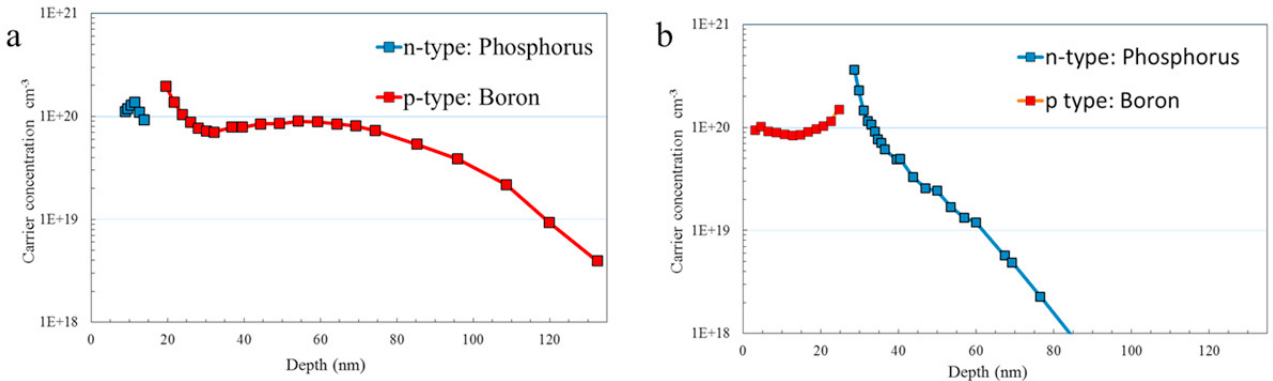 a
1E+21
1E+20
1E+19
1E+18
Carrier concentration cm-3
n-type: Phosphorus
p-type: Boron
0 20 40 60 80 100 120
Depth (nm)
b
1E+21
1E+20
1E+19
1E+18
Carrier concentration cm-3
n-type: Phosphorus
p type: Boron
0 20 40 60 80 100 120
Depth (nm)